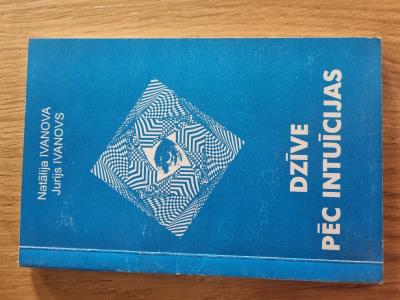 Natālija IVANOVA
Jurijs IVANOVS
DZĪVE
PĒC INTUĪCIJAS